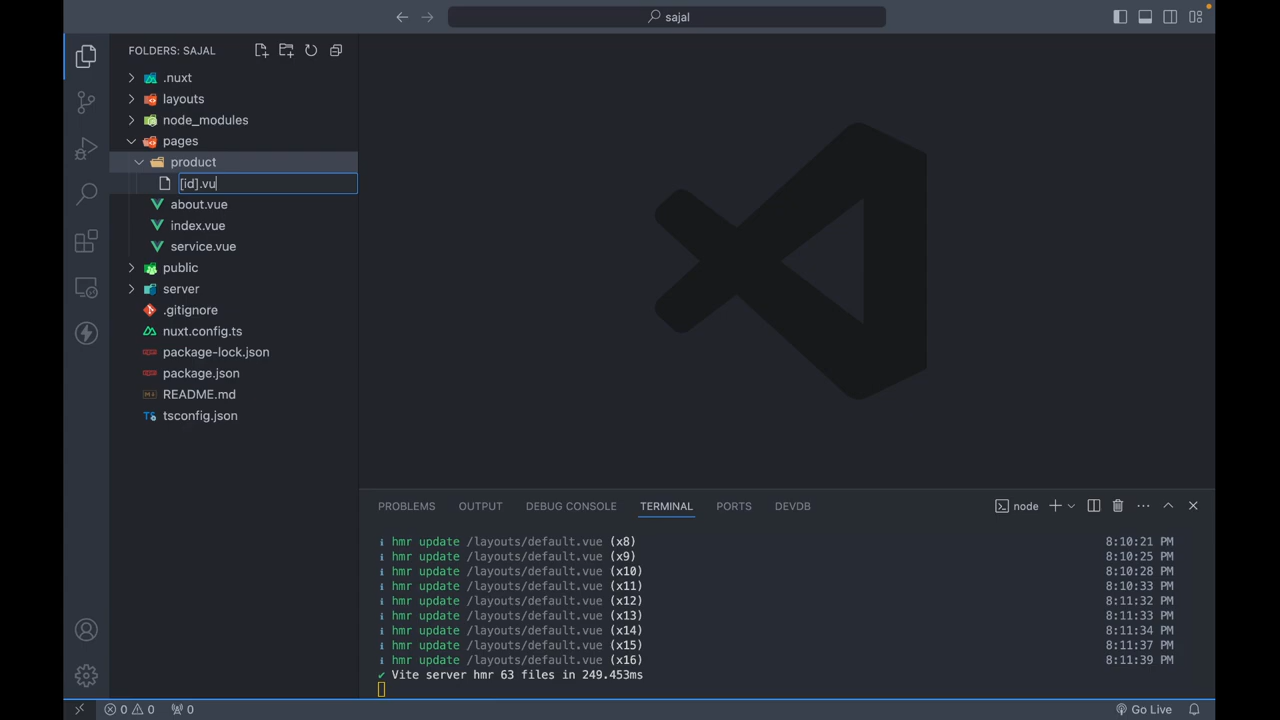 sajal
FOLDERS: SAJAL
.nuxt
layouts
node_modules
pages
product
[id].vu
about.vue
index.vue
service.vue
public
server
.gitignore
nuxt.config.ts
package-lock.json
package.json
README.md
TS tsconfig.json
PROBLEMS OUTPUT DEBUG CONSOLE TERMINAL PORTS DEVDB node
i hmr update /layouts/default.vue (x8) 8:10:21 PM
i hmr update /layouts/default.vue (x9) 8:10:25 PM
i hmr update /layouts/default.vue (x10) 8:10:28 PM
i hmr update /layouts/default.vue (x11) 8:10:33 PM
i hmr update /layouts/default.vue (x12) 8:11:32 PM
i hmr update /layouts/default.vue (x13) 8:11:33 PM
i hmr update /layouts/default.vue (x14) 8:11:34 PM
i hmr update /layouts/default.vue (x15) 8:11:37 PM
i hmr update /layouts/default.vue (x16) 8:11:39 PM
✔ Vite server hmr 63 files in 249.453ms
0 0 0 Go Live